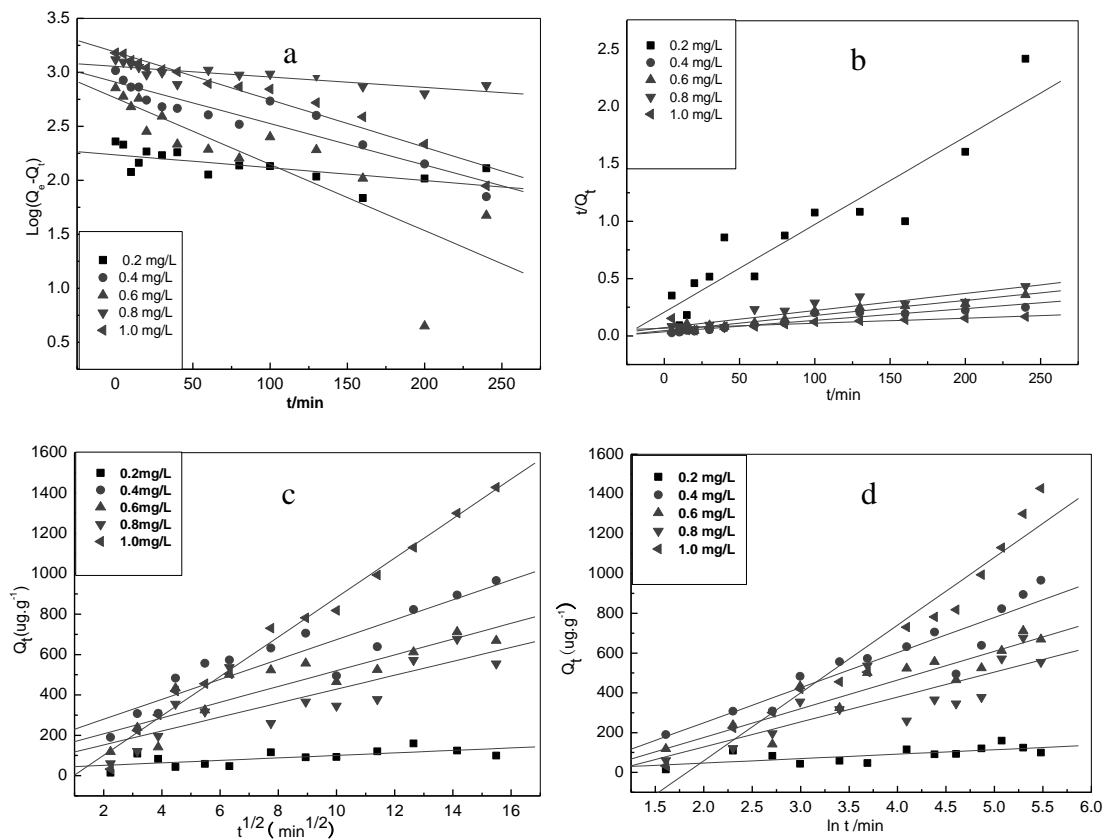 a
3.5
3.0
2.5
2.0
1.5
1.0
0.5
Log(Qe-Qt)
0.2 mg/L
0.4 mg/L
0.6 mg/L
0.8 mg/L
1.0 mg/L
0 50 100 150 200 250
t/min
b
2.5
2.0
1.5
1.0
0.5
0.0
t/Qt
0.2 mg/L
0.4 mg/L
0.6 mg/L
0.8 mg/L
1.0 mg/L
0 50 100 150 200 250
t/min
c
1600
1400
1200
1000
800
600
400
200
0
Qt(ug.g-1)
0.2mg/L
0.4mg/L
0.6mg/L
0.8mg/L
1.0mg/L
2 4 6 8 10 12 14 16
t1/2 (min1/2)
d
1600
1400
1200
1000
800
600
400
200
0
Qt (ug.g-1)
0.2 mg/L
0.4 mg/L
0.6 mg/L
0.8 mg/L
1.0 mg/L
1.5 2.0 2.5 3.0 3.5 4.0 4.5 5.0 5.5 6.0
ln t /min